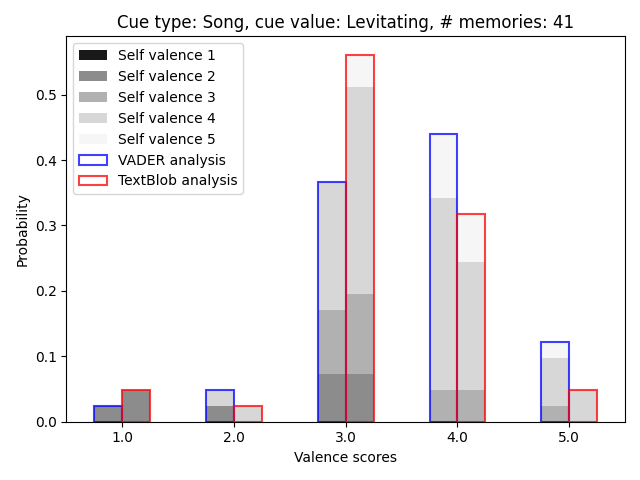 Cue type: Song, cue value: Levitating, # memories: 41
Self valence 1
Self valence 2
Self valence 3
Self valence 4
Self valence 5
VADER analysis
TextBlob analysis
Probability
0.5
0.4
0.3
0.2
0.1
0.0
1.0 2.0 3.0 4.0 5.0
Valence scores